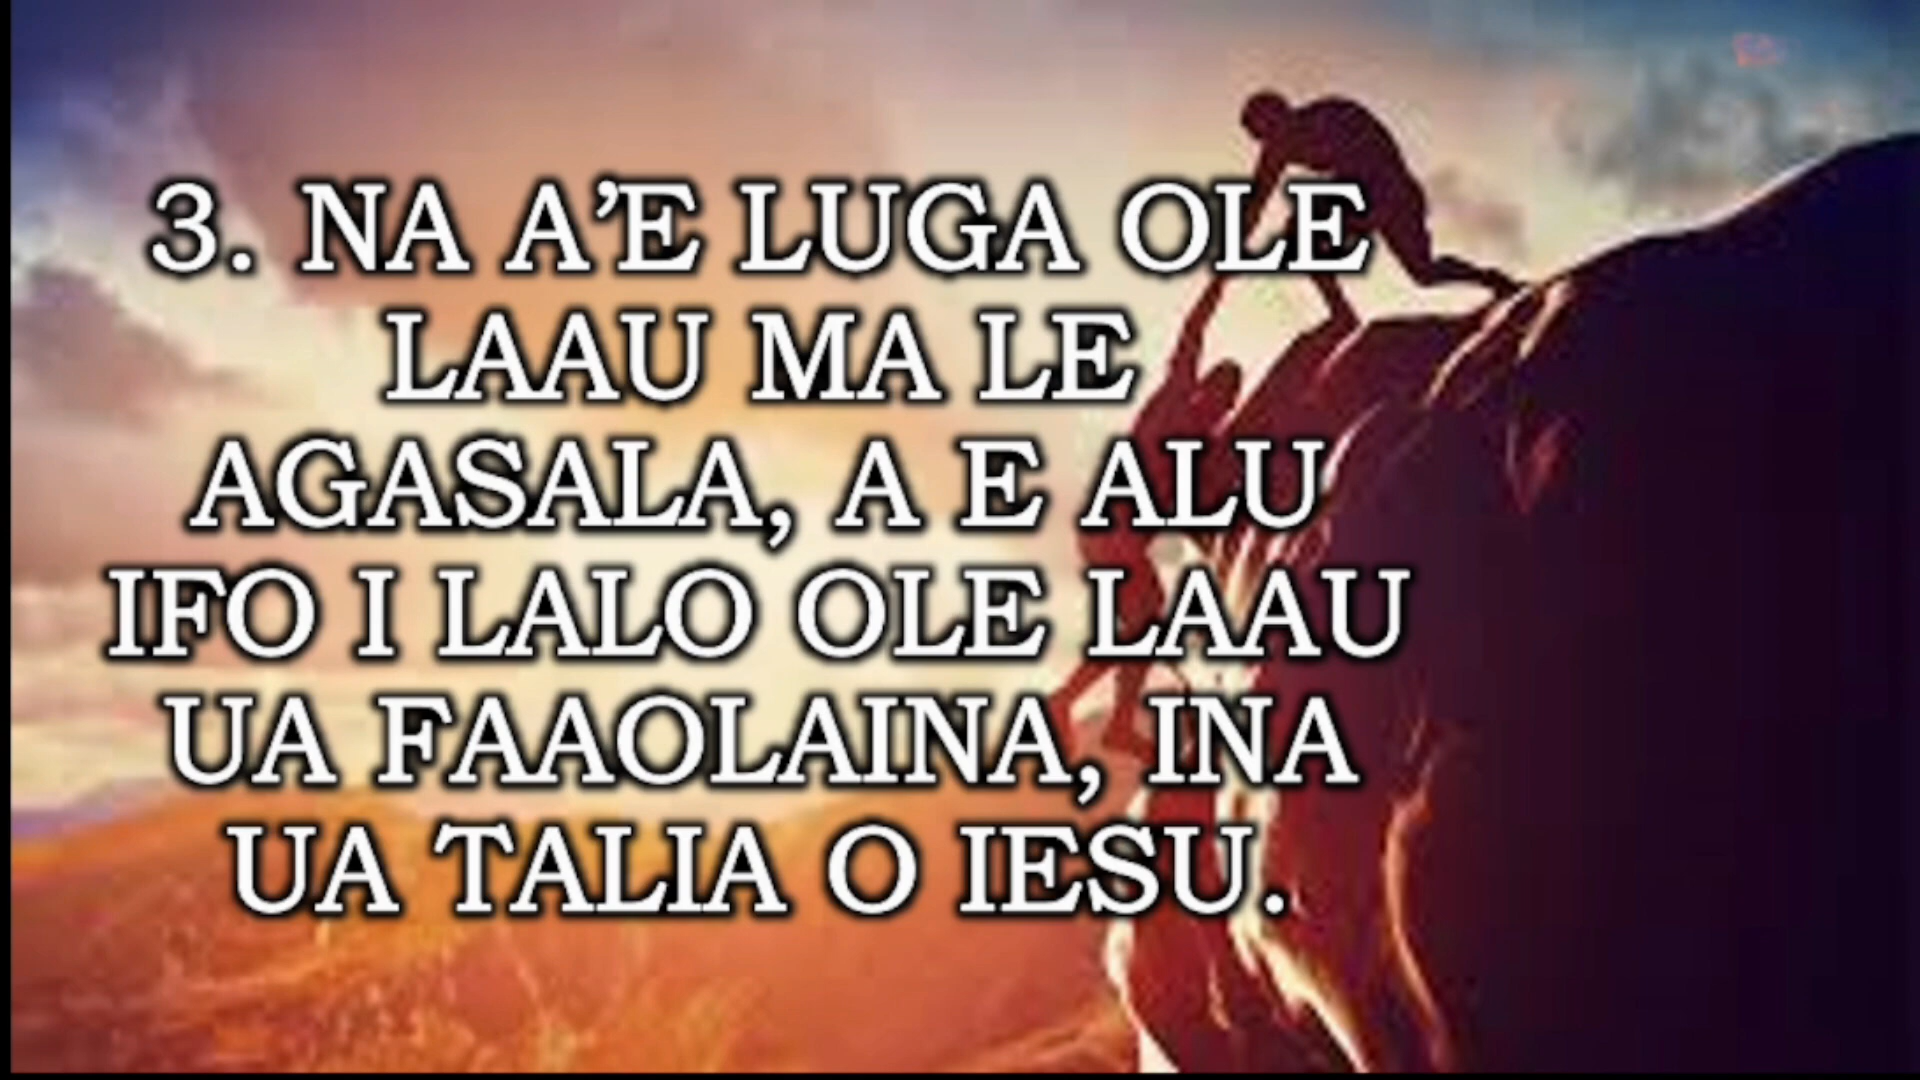 3. NA A’E LUGA OLE
LAAU MA LE
AGASALA, A E ALU
IFO I LALO OLE LAAU
UA FAAOLAINA, INA
UA TALIA O IESU.